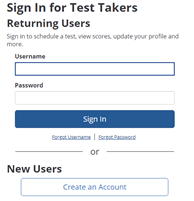 Sign In for Test Takers
Returning Users
Sign in to schedule a test, view scores, update your profile and
more.
Username
Password
Sign In
Forgot Username | Forgot Password
or
New Users
Create an Account